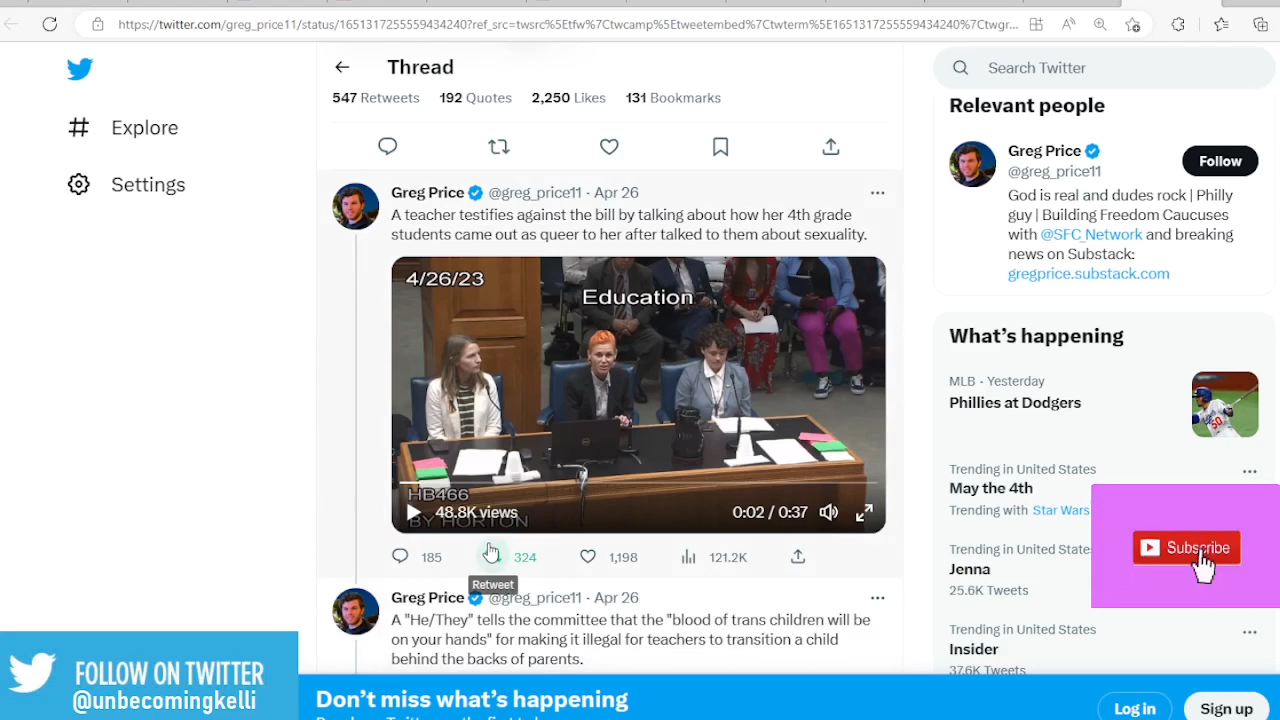 https://twitter.com/greg_price11/status/1651317255559434240?ref_src=twsrc%5Etfw%7Ctwcamp%5Etweetembed%7Ctwterm%5E1651317255559434240%7Ctwgr...
Thread
Search Twitter
547 Retweets 192 Quotes 2,250 Likes 131 Bookmarks
Explore
Settings
Greg Price @greg_price11 · Apr 26
A teacher testifies against the bill by talking about how her 4th grade
students came out as queer to her after talked to them about sexuality.
4/26/23
Education
HB466
BY HORTON
48.8K views
0:02 / 0:37
185 324 1,198 121.2K
Retweet
Greg Price @greg_price11 · Apr 26
A "He/They" tells the committee that the "blood of trans children will be
on your hands" for making it illegal for teachers to transition a child
behind the backs of parents.
Relevant people
Greg Price
@greg_price11
Follow
God is real and dudes rock | Philly
guy | Building Freedom Caucuses
with @SFC_Network and breaking
news on Substack:
gregprice.substack.com
What's happening
MLB · Yesterday
Phillies at Dodgers
Trending in United States
May the 4th
Trending with Star Wars
Trending in United State
Jenna
25.6K Tweets
Subscribe
Trending in United States
Insider
37.6K Tweets
FOLLOW ON TWITTER
@unbecomingkelli
Don't miss what's happening
Log in
Sign up